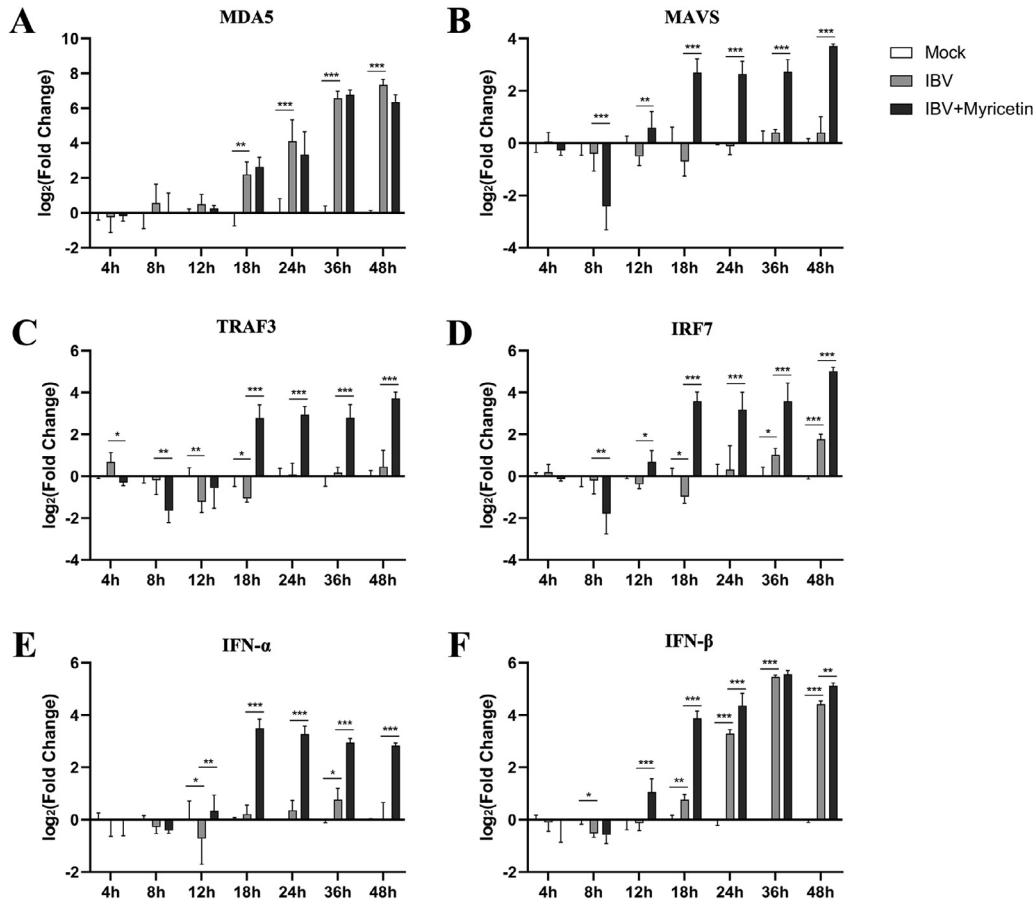 A
MDA5
log2(Fold Change)
10
8
6
4
2
0
-2
** *** *** ***
4h 8h 12h 18h 24h 36h 48h
B
MAVS
log2(Fold Change)
4
2
0
-2
-4
*** ** *** *** *** ***
4h 8h 12h 18h 24h 36h 48h
Mock
IBV
IBV+Myricetin
C
TRAF3
log2(Fold Change)
6
4
2
0
-2
-4
* ** ** * *** *** *** ***
4h 8h 12h 18h 24h 36h 48h
D
IRF7
log2(Fold Change)
6
4
2
0
-2
-4
** * * *** *** * *** *** ***
4h 8h 12h 18h 24h 36h 48h
E
IFN-α
log2(Fold Change)
6
4
2
0
-2
* ** *** *** * *** ***
4h 8h 12h 18h 24h 36h 48h
F
IFN-β
log2(Fold Change)
6
4
2
0
-2
* *** ** *** *** *** *** *** **
4h 8h 12h 18h 24h 36h 48h